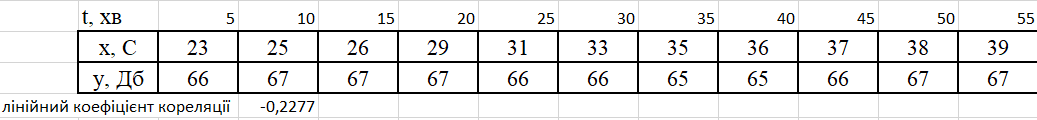 t, хв 5 10 15 20 25 30 35 40 45 50 55
x, C 23 25 26 29 31 33 35 36 37 38 39
y, Дб 66 67 67 67 66 66 65 65 66 67 67
лінійний коефіцієнт кореляції -0,2277